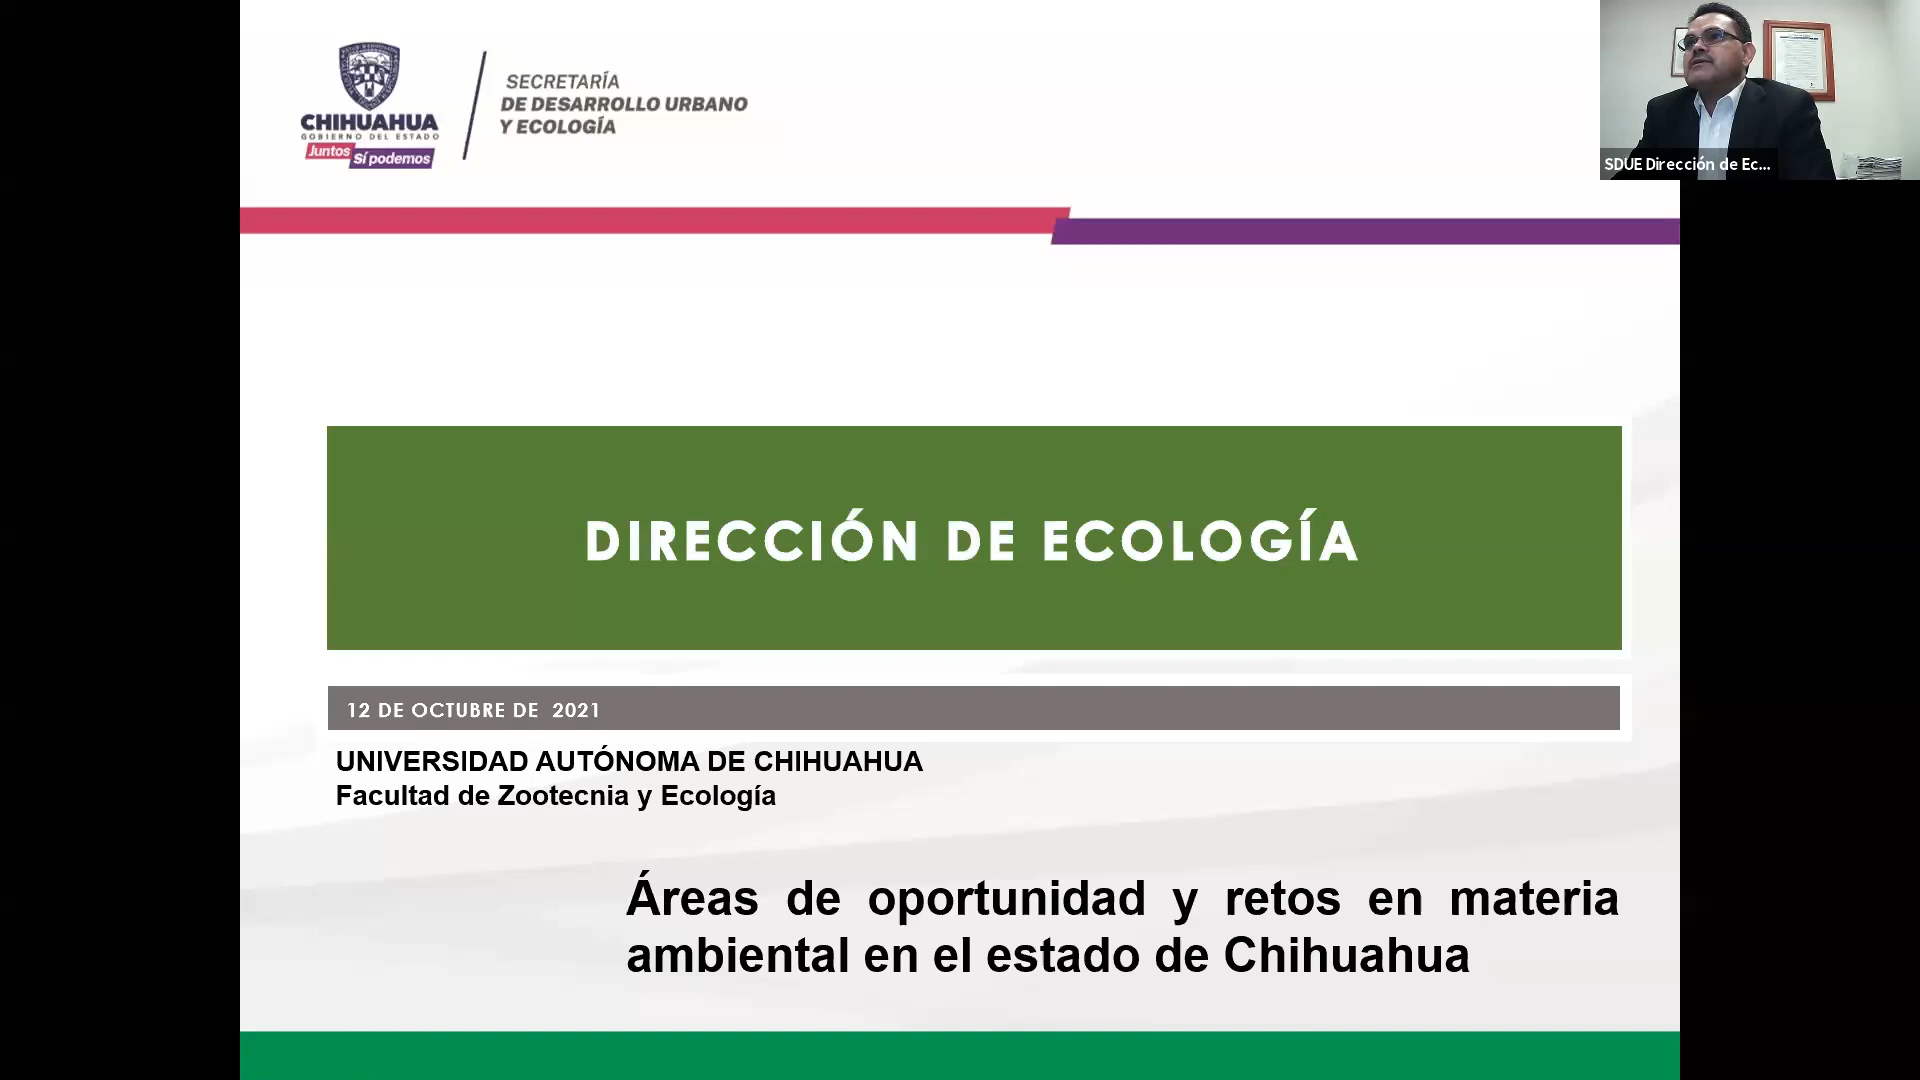 CHIHUAHUA
GOBIERNO DEL ESTADO
Juntos
Sí podemos
SECRETARÍA
DE DESARROLLO URBANO
Y ECOLOGÍA
SDUE Dirección de Ec...
DIRECCIÓN DE ECOLOGÍA
12 DE OCTUBRE DE 2021
UNIVERSIDAD AUTÓNOMA DE CHIHUAHUA
Facultad de Zootecnia y Ecología
Áreas de oportunidad y retos en materia
ambiental en el estado de Chihuahua